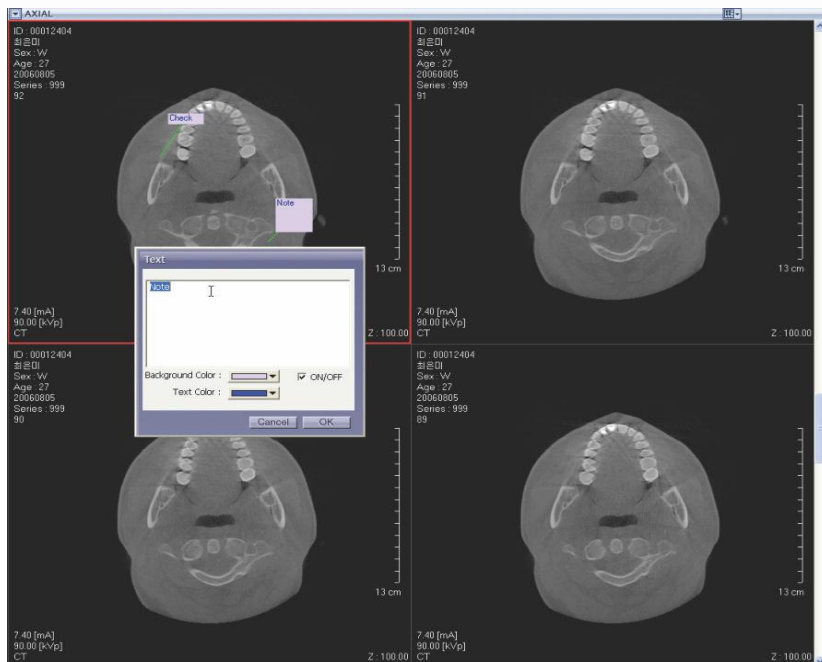 AXIAL
ID : 00012404
최은미
Sex : W
Age : 27
20060805
Series : 999
92
Check
Note
13 cm
7.40 [mA]
90.00 [kVp]
CT
Z : 100.00
ID : 00012404
최은미
Sex : W
Age : 27
20060805
Series : 999
91
13 cm
7.40 [mA]
90.00 [kVp]
CT
Z : 100.00
Text
Note
Background Color :
ON/OFF
Text Color :
Cancel
OK
ID : 00012404
최은미
Sex : W
Age : 27
20060805
Series : 999
90
13 cm
7.40 [mA]
90.00 [kVp]
CT
Z : 100.00
ID : 00012404
최은미
Sex : W
Age : 27
20060805
Series : 999
89
13 cm
7.40 [mA]
90.00 [kVp]
CT
Z : 100.00